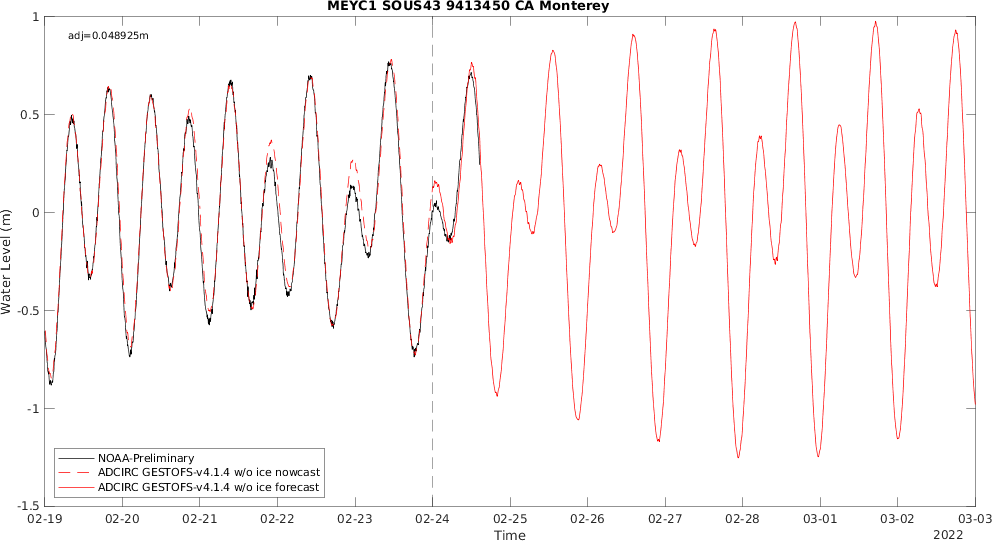 MEYC1 SOUS43 9413450 CA Monterey
adj=0.048925m
Water Level (m)
1
0.5
0
-0.5
-1
-1.5
NOAA-Preliminary
ADCIRC GESTOFS-v4.1.4 w/o ice nowcast
ADCIRC GESTOFS-v4.1.4 w/o ice forecast
02-19 02-20 02-21 02-22 02-23 02-24 02-25 02-26 02-27 02-28 03-01 03-02 03-03
Time
2022